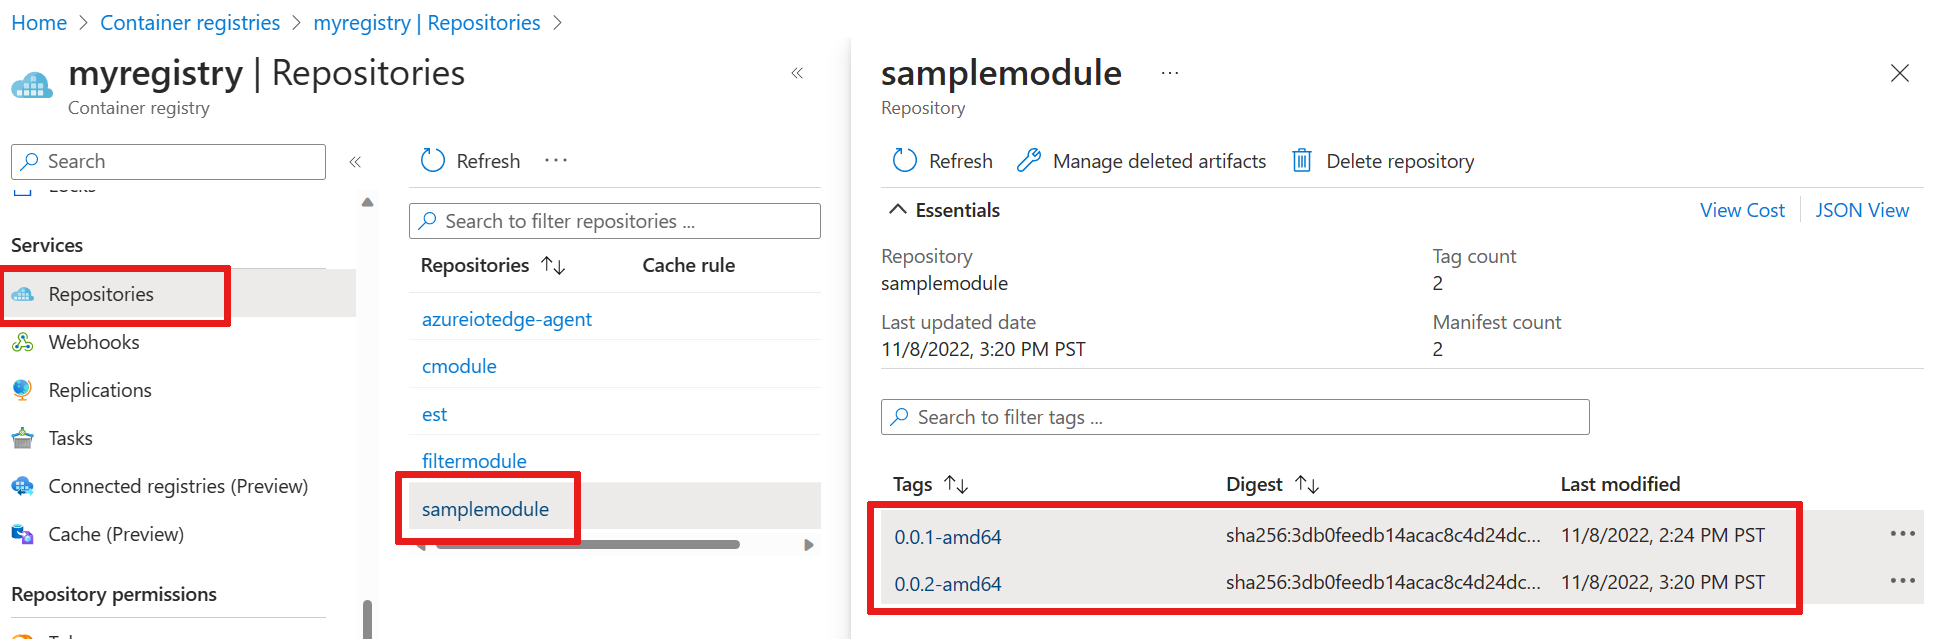 Home > Container registries > myregistry | Repositories >
myregistry | Repositories
Container registry
Search
Locks
Services
Repositories
Webhooks
Replications
Tasks
Connected registries (Preview)
Cache (Preview)
Repository permissions
Refresh ...
Search to filter repositories ...
Repositories Cache rule
azureiotedge-agent
cmodule
est
filtermodule
samplemodule
samplemodule ...
Repository
Refresh Manage deleted artifacts Delete repository
Essentials View Cost JSON View
Repository
samplemodule
Tag count
2
Last updated date
11/8/2022, 3:20 PM PST
Manifest count
2
Search to filter tags ...
Tags Digest Last modified
0.0.1-amd64 sha256:3db0feedb14acac8c4d24dc... 11/8/2022, 2:24 PM PST ...
0.0.2-amd64 sha256:3db0feedb14acac8c4d24dc... 11/8/2022, 3:20 PM PST ...